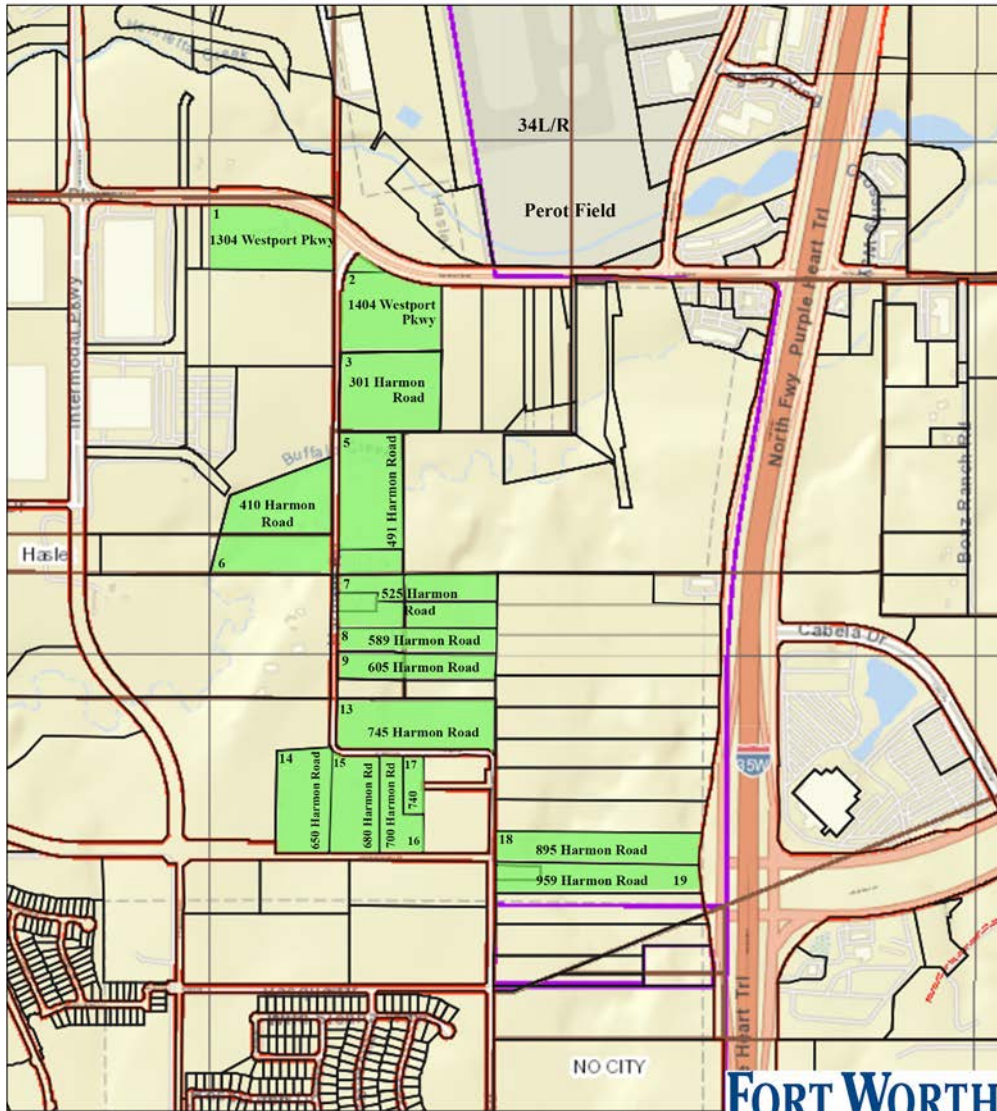 Henrietta Creek
34L/R
Perot Field
Hasle
1
1304 Westport Pkwy
2
1404 Westport
Pkwy
3
301 Harmon
Road
Intermodal Pkwy
North Fwy Purple Heart Trl
5
491 Harmon Road
410 Harmon
Road
6
Hasle
7
525 Harmon
Road
8
589 Harmon Road
9
605 Harmon Road
Cabela Dr
13
745 Harmon Road
35W
14
650 Harmon Road
15
680 Harmon Rd
700 Harmon Rd
17
740
16
18
895 Harmon Road
959 Harmon Road
19
e Heart Trl
NO CITY
FORT WORTH